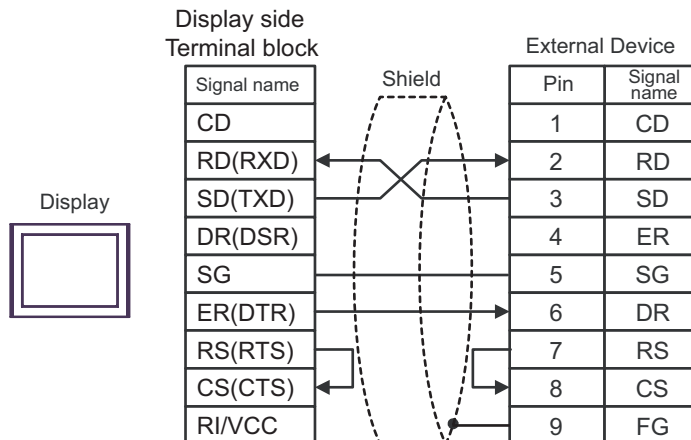 Display side
Terminal block
External Device
Signal name
Shield
Pin
Signal
name
CD
1
CD
RD(RXD)
2
RD
SD(TXD)
3
SD
Display
DR(DSR)
4
ER
SG
5
SG
ER(DTR)
6
DR
RS(RTS)
7
RS
CS(CTS)
8
CS
RI/VCC
9
FG